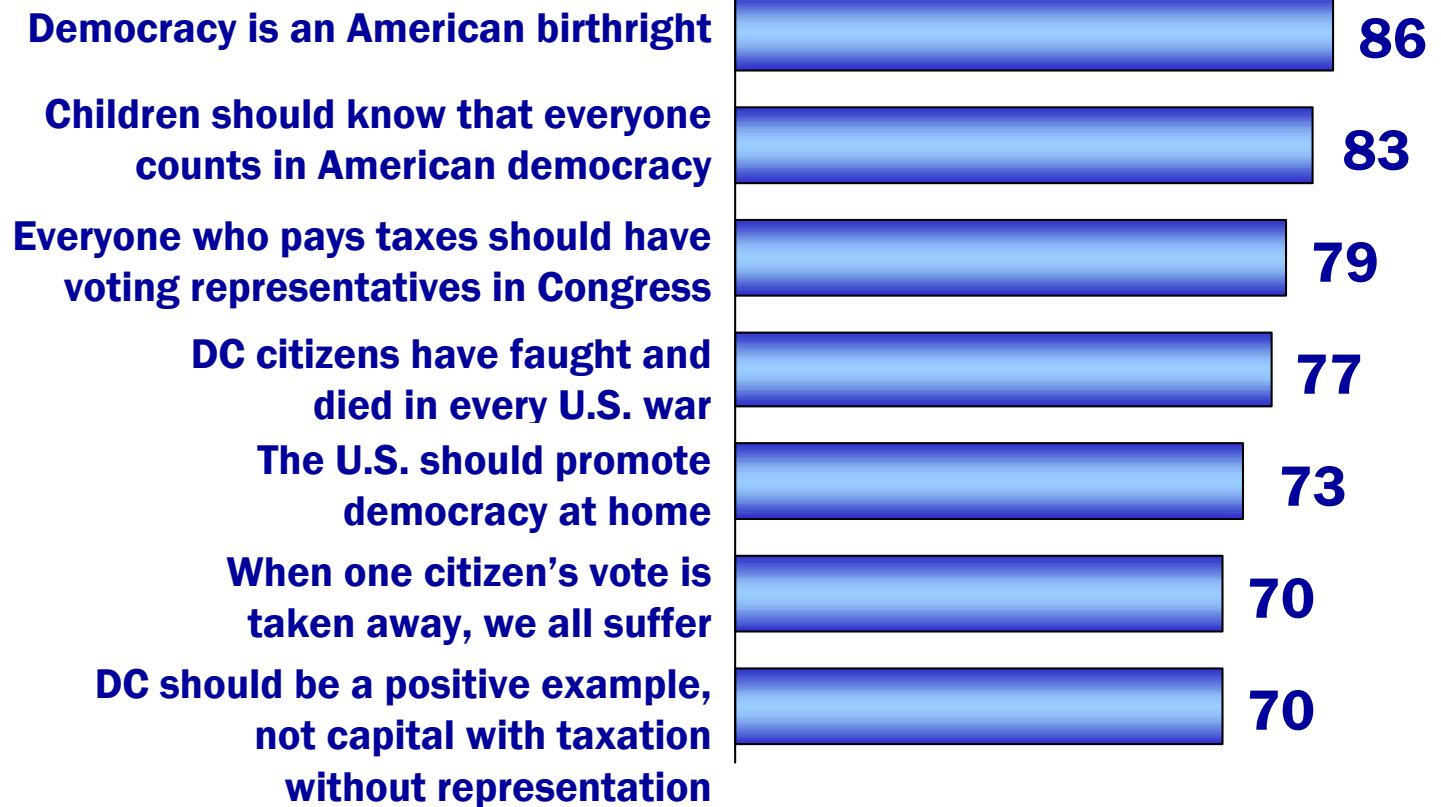 Democracy is an American birthright
86
Children should know that everyone
counts in American democracy
83
Everyone who pays taxes should have
voting representatives in Congress
79
DC citizens have faught and
died in every U.S. war
77
The U.S. should promote
democracy at home
73
When one citizen’s vote is
taken away, we all suffer
70
DC should be a positive example,
not capital with taxation
without representation
70